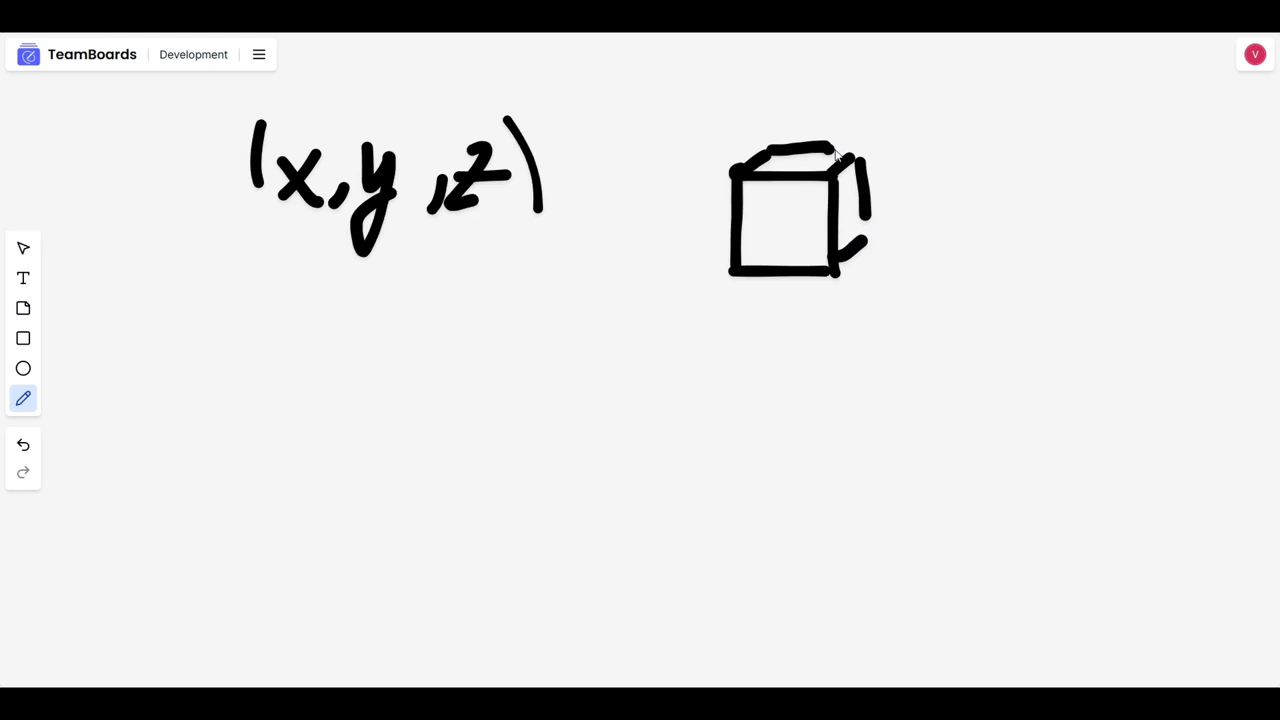 TeamBoards Development V
(x, y, z)
T